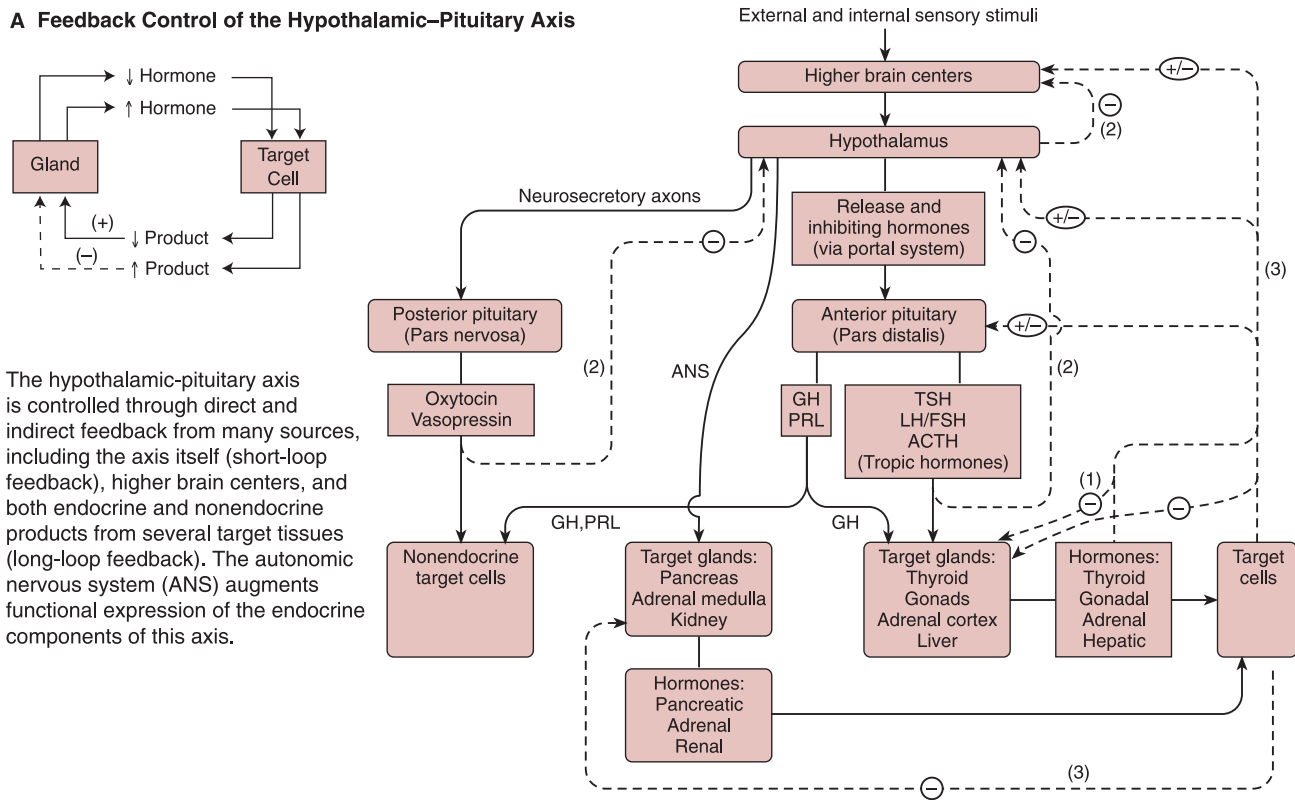 A Feedback Control of the Hypothalamic–Pituitary Axis
↓ Hormone
↑ Hormone
Gland
Target
Cell
(+)
↓ Product
(–)
↑ Product
The hypothalamic-pituitary axis
is controlled through direct and
indirect feedback from many sources,
including the axis itself (short-loop
feedback), higher brain centers, and
both endocrine and nonendocrine
products from several target tissues
(long-loop feedback). The autonomic
nervous system (ANS) augments
functional expression of the endocrine
components of this axis.
External and internal sensory stimuli
Higher brain centers
+/–
–
(2)
Hypothalamus
Neurosecretory axons
–
Release and
inhibiting hormones
(via portal system)
–
+/–
(3)
Posterior pituitary
(Pars nervosa)
Anterior pituitary
(Pars distalis)
+/–
(2)
ANS
(2)
Oxytocin
Vasopressin
GH
PRL
TSH
LH/FSH
ACTH
(Tropic hormones)
(1)
–
–
GH,PRL
GH
Nonendocrine
target cells
Target glands:
Pancreas
Adrenal medulla
Kidney
Target glands:
Thyroid
Gonads
Adrenal cortex
Liver
Hormones:
Thyroid
Gonadal
Adrenal
Hepatic
Target
cells
Hormones:
Pancreatic
Adrenal
Renal
(3)
–